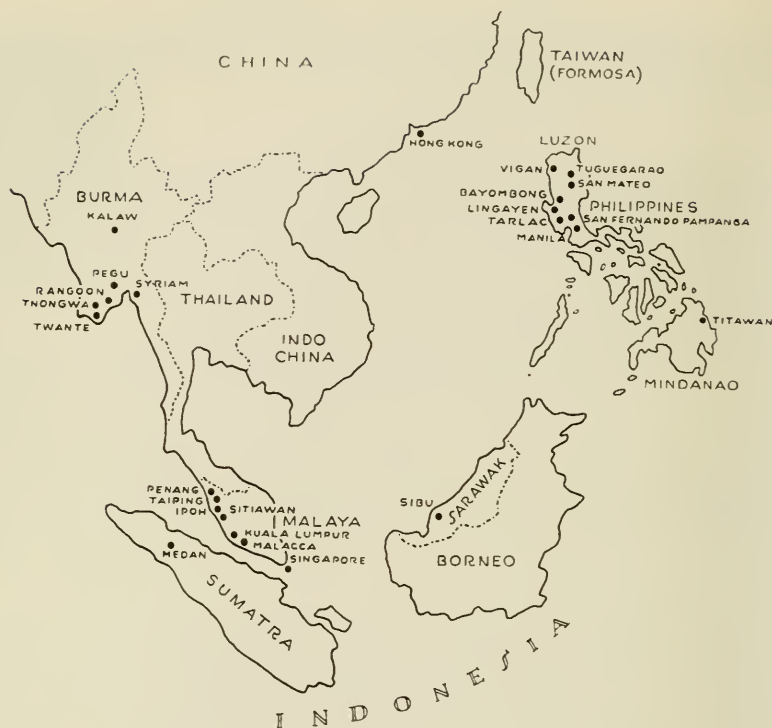 CHINA
TAIWAN
(FORMOSA)
HONG KONG
LUZON
VIGAN
TUGUEGARAO
SAN MATEO
BURMA
KALAW
BAYOMBONG
LINGAYEN
PHILIPPINES
TARLAC
SAN FERNANDO PAMPANGA
MANILA
PEGU
RANGOON
SYRIAM
TNONGWA
TWANTE
THAILAND
INDO
CHINA
TITAWAN
MINDANAO
PENANG
TAIPING
IPOH
SITIAWAN
MALAYA
KUALA LUMPUR
MALACCA
SINGAPORE
MEDAN
SUMATRA
SIBU
SARAWAK
BORNEO
INDONESIA